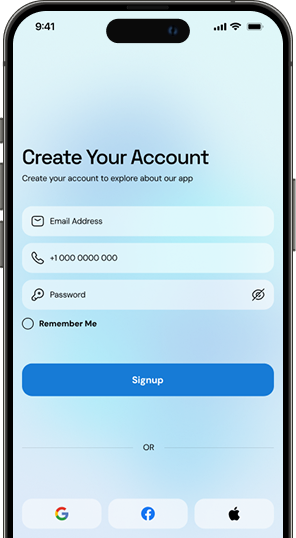 9:41
Create Your Account
Create your account to explore about our app
Email Address
+1 000 0000 000
Password
Remember Me
Signup
OR